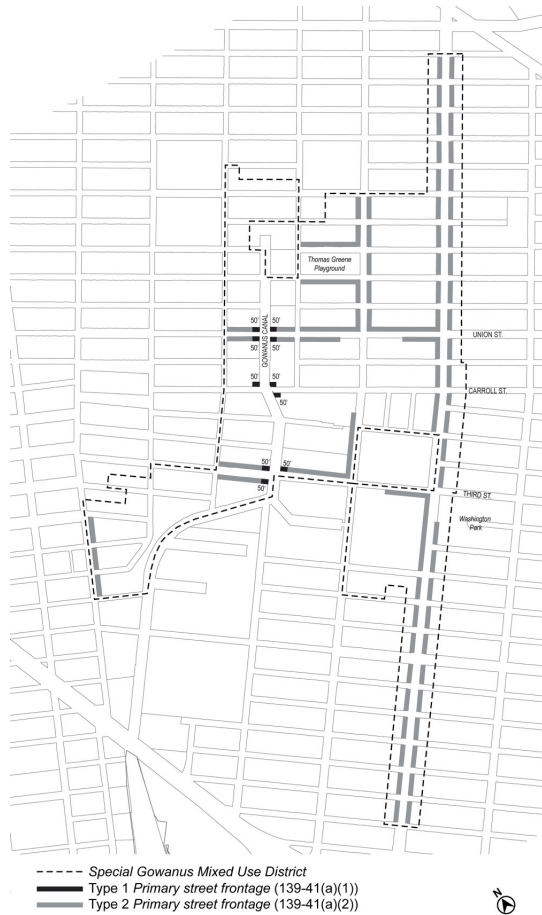 Thomas Greene
Playground
50' 50'
GOWANUS CANAL
UNION ST.
50' 50'
50' 50'
CARROLL ST.
50'
50' 50'
THIRD ST.
50'
Washington
Park
Special Gowanus Mixed Use District
Type 1 Primary street frontage (139-41(a)(1))
Type 2 Primary street frontage (139-41(a)(2))
N